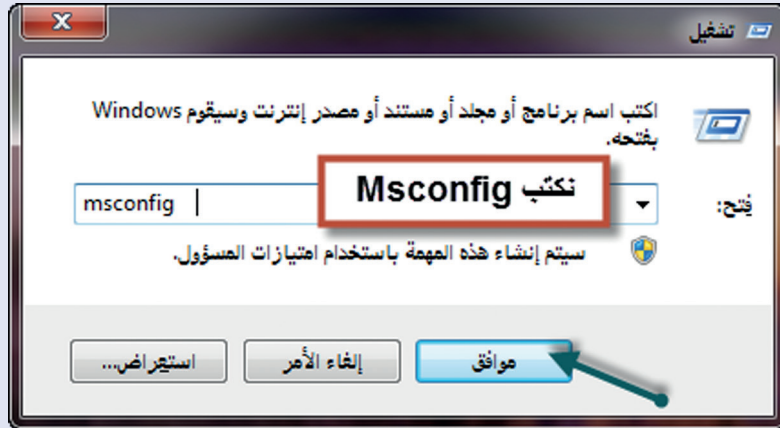 تشغيل
اكتب اسم برنامج أو مجلد أو مستند أو مصدر إنترنت وسيقوم Windows
بفتحه.
نكتب Msconfig
فتح:
msconfig
سيتم إنشاء هذه المهمة باستخدام امتيازات المسؤول.
موافق
إلغاء الأمر
استعراض...